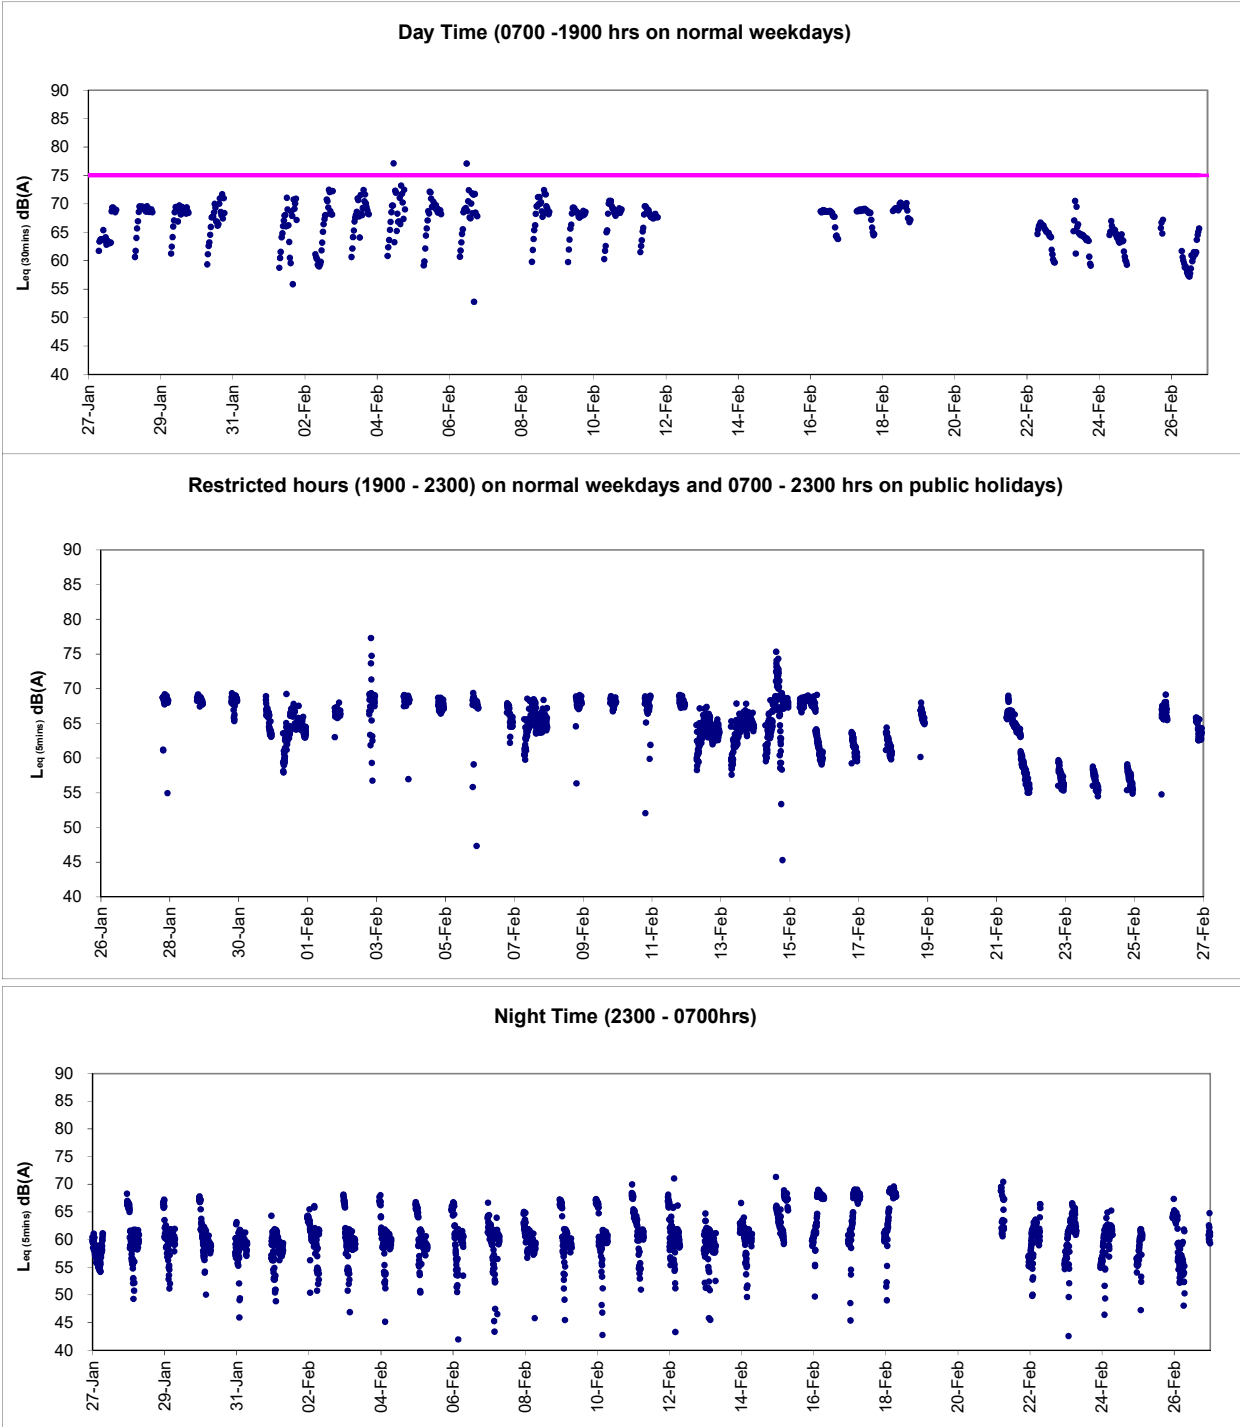 Day Time (0700 -1900 hrs on normal weekdays)
Leq (30mins) dB(A)
90
85
80
75
70
65
60
55
50
45
40
27-Jan
29-Jan
31-Jan
02-Feb
04-Feb
06-Feb
08-Feb
10-Feb
12-Feb
14-Feb
16-Feb
18-Feb
20-Feb
22-Feb
24-Feb
26-Feb
Restricted hours (1900 - 2300) on normal weekdays and 0700 - 2300 hrs on public holidays)
Leq (5mins) dB(A)
90
85
80
75
70
65
60
55
50
45
40
26-Jan
28-Jan
30-Jan
01-Feb
03-Feb
05-Feb
07-Feb
09-Feb
11-Feb
13-Feb
15-Feb
17-Feb
19-Feb
21-Feb
23-Feb
25-Feb
27-Feb
Night Time (2300 - 0700hrs)
Leq (5mins) dB(A)
90
85
80
75
70
65
60
55
50
45
40
27-Jan
29-Jan
31-Jan
02-Feb
04-Feb
06-Feb
08-Feb
10-Feb
12-Feb
14-Feb
16-Feb
18-Feb
20-Feb
22-Feb
24-Feb
26-Feb